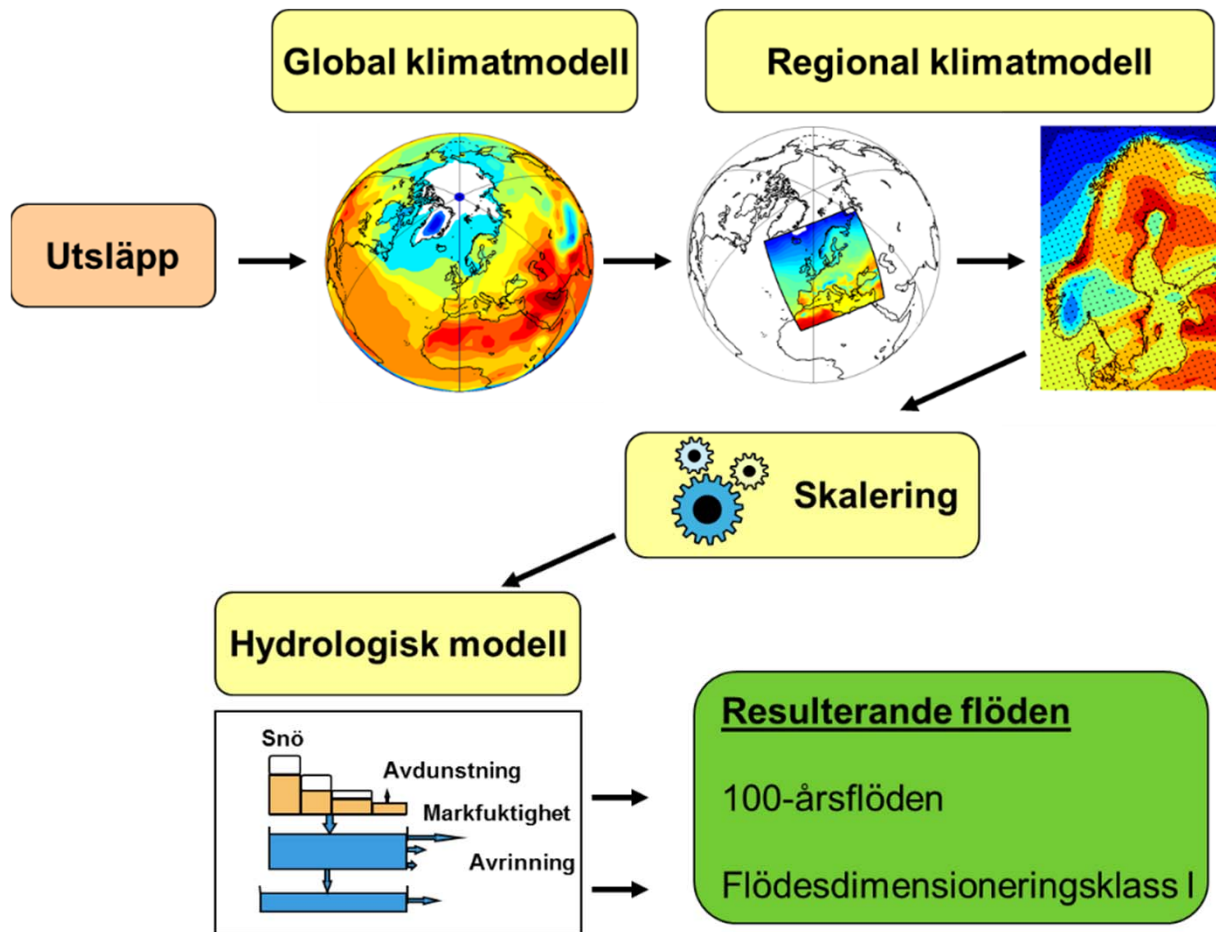 Global klimatmodell
Regional klimatmodell
Utsläpp
Skalering
Hydrologisk modell
Snö
Avdunstning
Markfuktighet
Avrinning
Resulterande flöden
100-årsflöden
Flödesdimensioneringsklass I